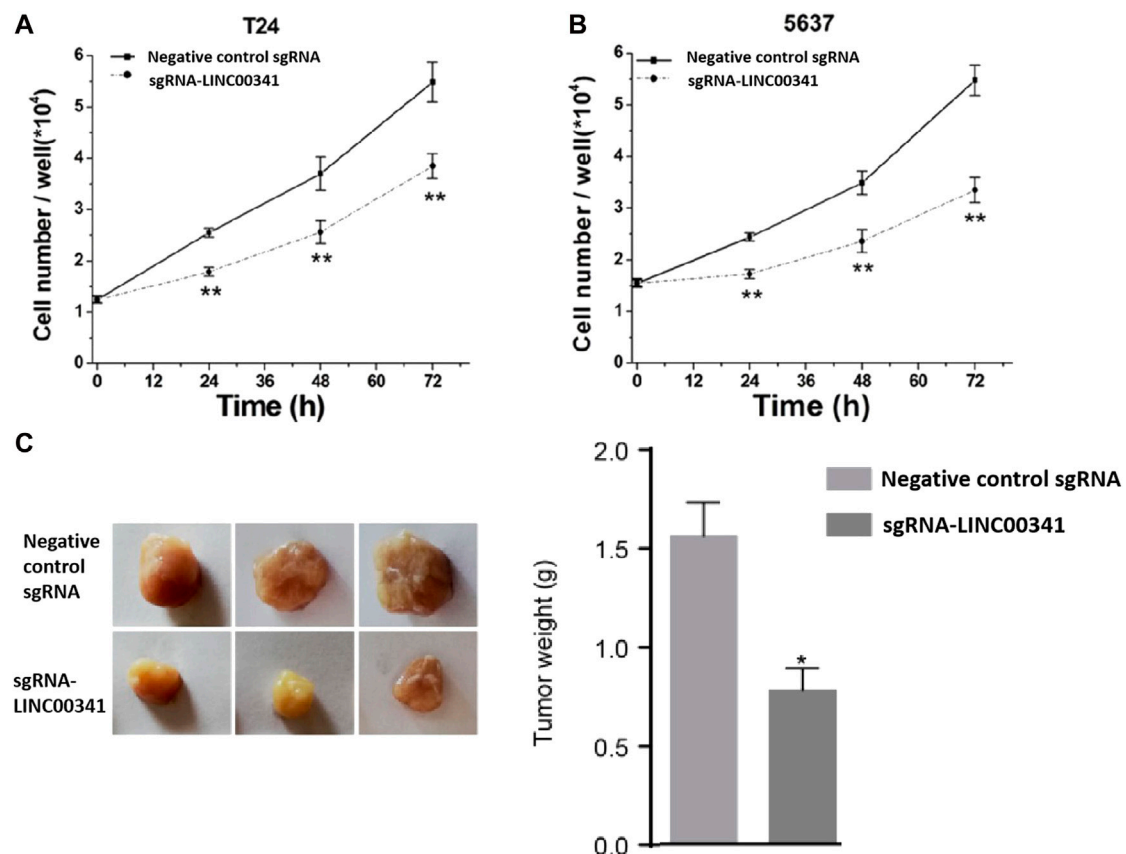 A
T24
Negative control sgRNA
sgRNA-LINC00341
Cell number / well(*10⁴)
6
5
4
3
2
1
0
**
**
**
0 12 24 36 48 60 72
Time (h)
B
5637
Negative control sgRNA
sgRNA-LINC00341
Cell number / well(*10⁴)
6
5
4
3
2
1
0
**
**
**
0 12 24 36 48 60 72
Time (h)
C
Negative
control
sgRNA
sgRNA-
LINC00341
Tumor weight (g)
2.0
1.5
1.0
0.5
0.0
*
Negative control sgRNA
sgRNA-LINC00341